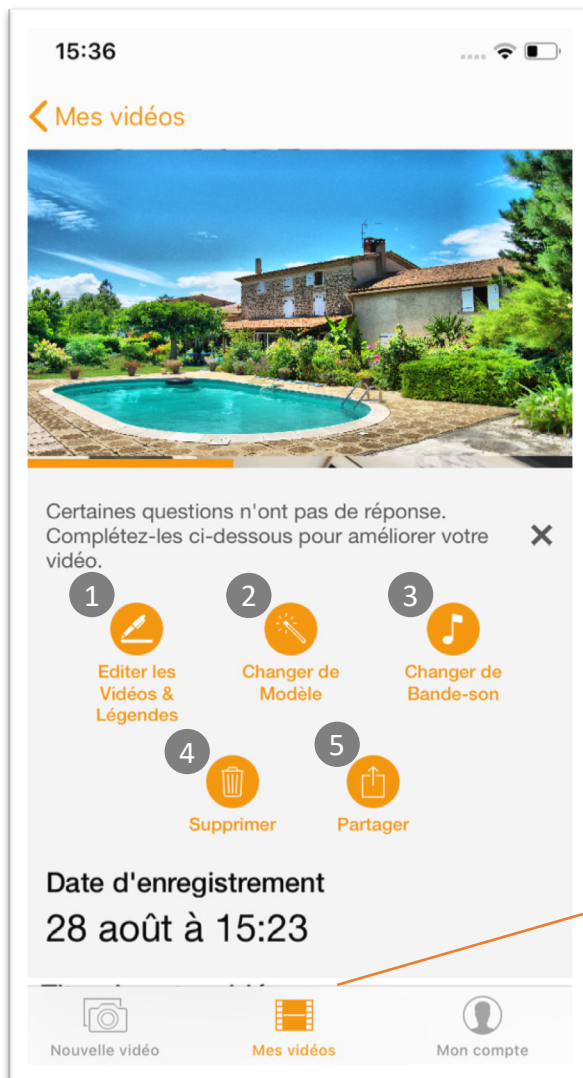 15:36
Mes vidéos
Certaines questions n'ont pas de réponse.
Complétez-les ci-dessous pour améliorer votre
vidéo.
1
2
3
Editer les
Vidéos &
Légendes
Changer de
Modèle
Changer de
Bande-son
4
5
Supprimer
Partager
Date d'enregistrement
28 août à 15:23
Nouvelle vidéo
Mes vidéos
Mon compte